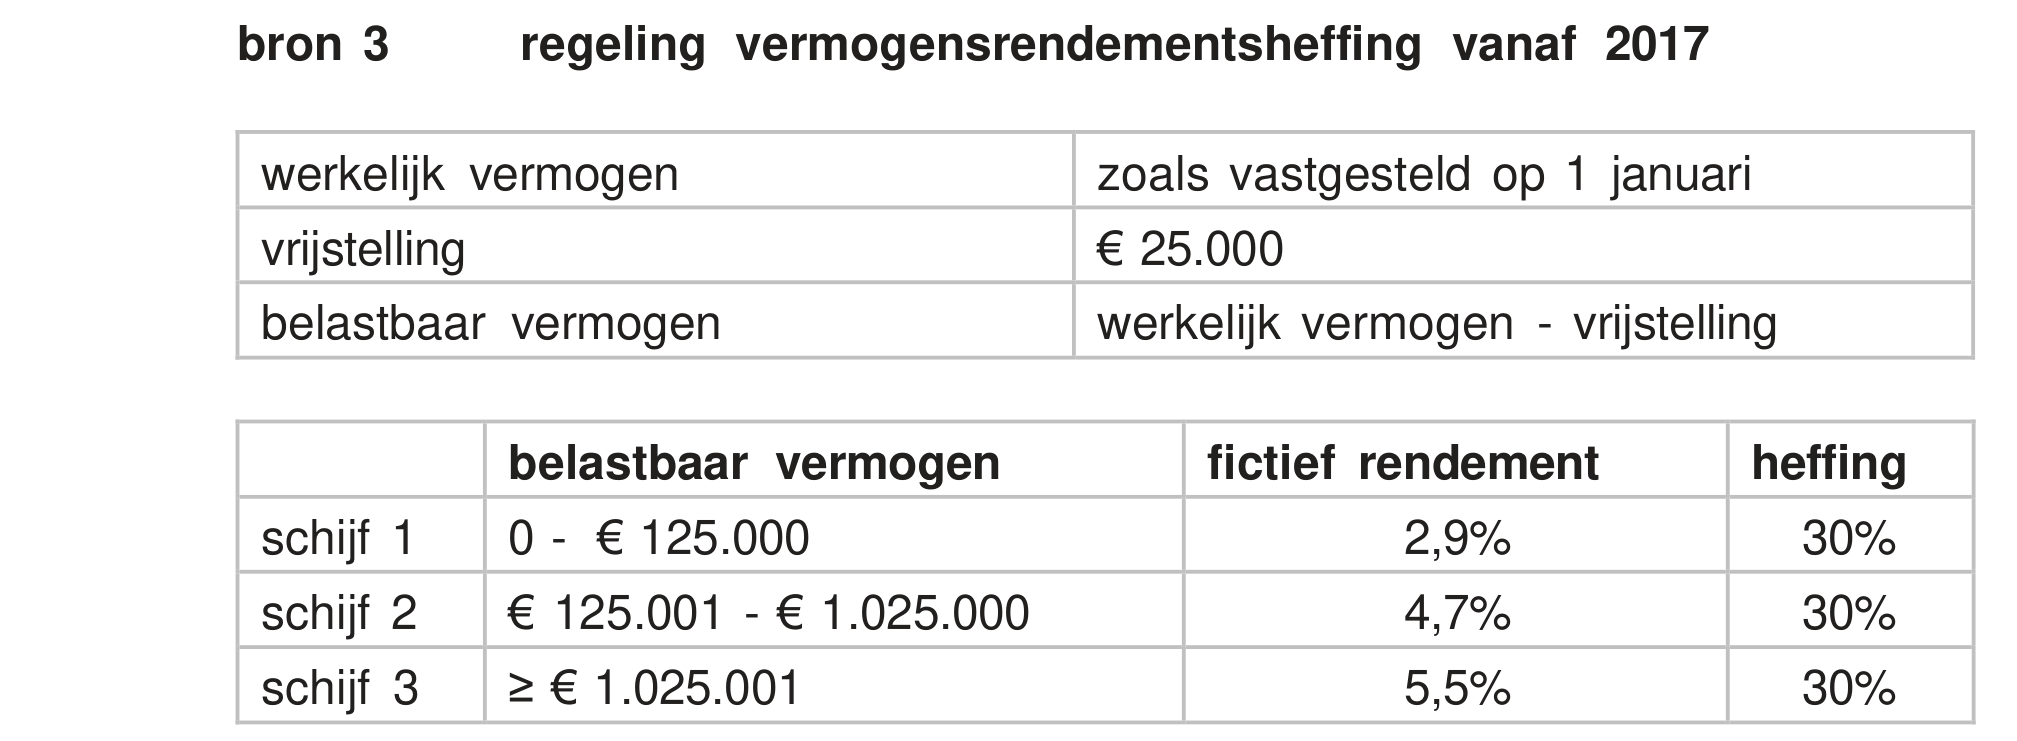 bron 3 regeling vermogensrendementsheffing vanaf 2017
werkelijk vermogen zoals vastgesteld op 1 januari
vrijstelling € 25.000
belastbaar vermogen werkelijk vermogen - vrijstelling
belastbaar vermogen fictief rendement heffing
schijf 1 0 - € 125.000 2,9% 30%
schijf 2 € 125.001 - € 1.025.000 4,7% 30%
schijf 3 ≥ € 1.025.001 5,5% 30%